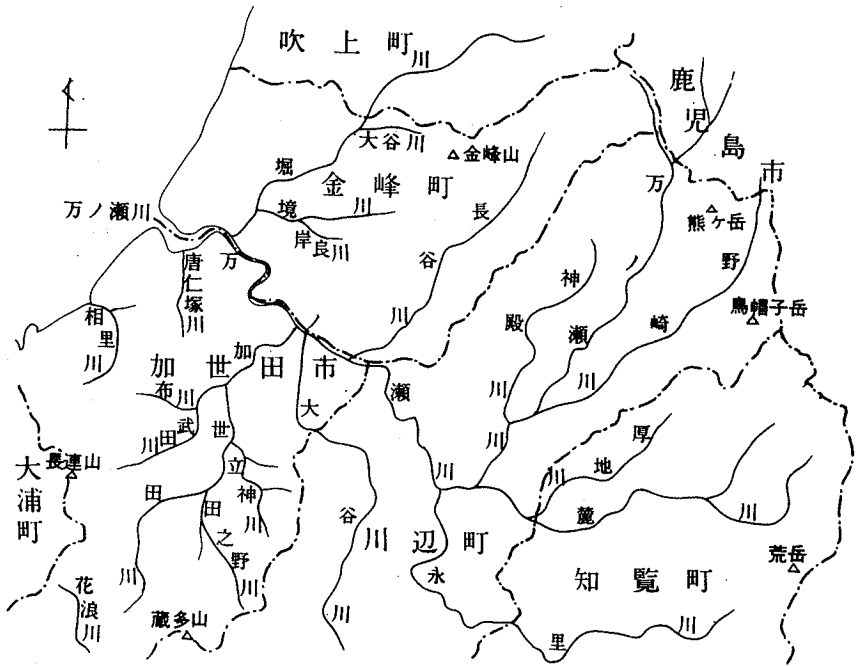 吹上町
川
鹿児島市
大谷川
金峰山
堀川
金峰町
境川
長谷川
万ノ瀬川
岸良川
熊ヶ岳
唐仁塚川
万之瀬川
野崎川
神殿川
瀬
鳥帽子岳
相里川
加世田市
加世田川
布川
武田川
大谷川
長連山
大浦町
立神川
田之野川
厚地川
麓川
川辺町
永里川
知覧町
荒岳
花浪川
蔵多山